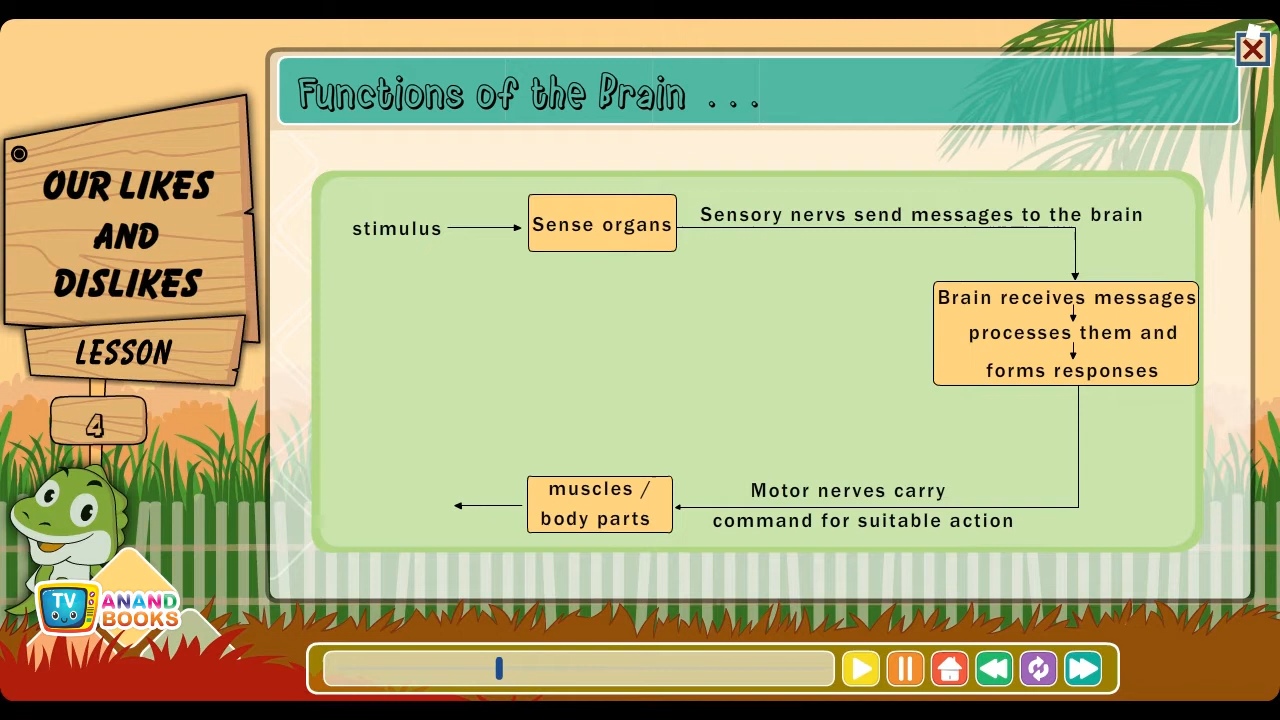 Functions of the Brain ...
OUR LIKES
AND
DISLIKES
LESSON
4
stimulus
Sense organs
Sensory nervs send messages to the brain
Brain receives messages
processes them and
forms responses
Motor nerves carry
command for suitable action
muscles /
body parts
TV
ANAND
BOOKS